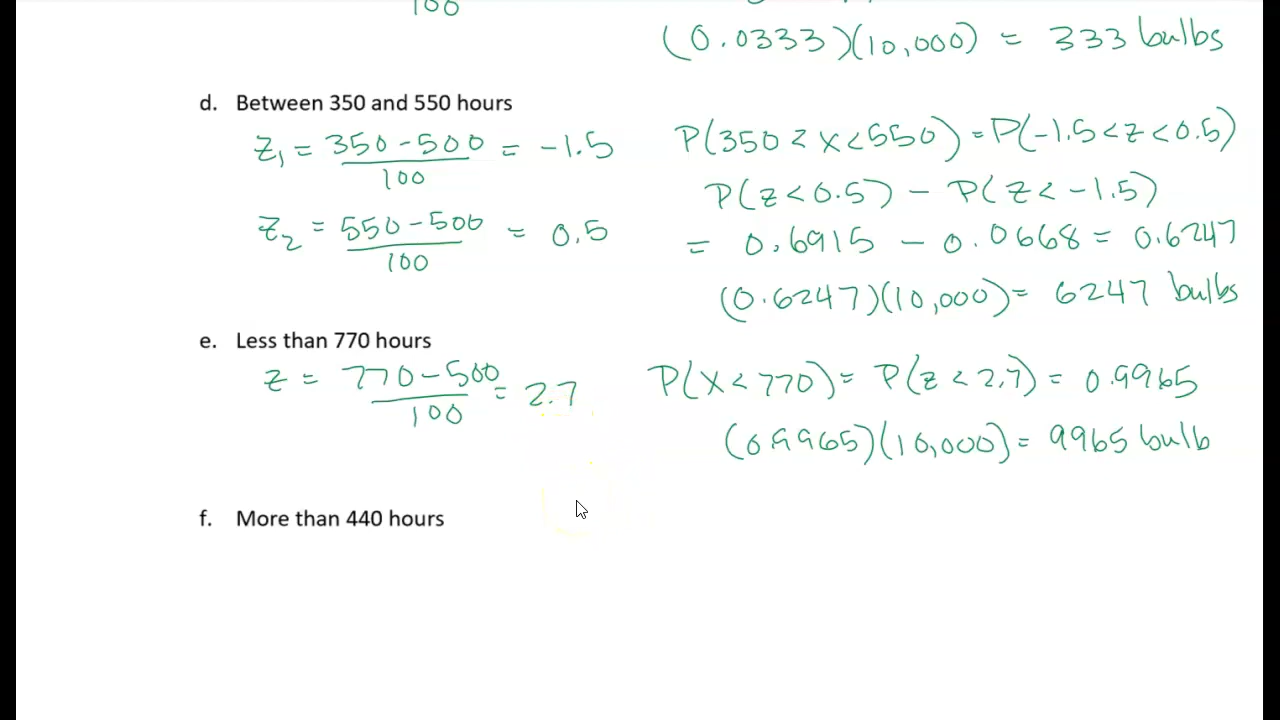 100
(0.0333)(10,000) = 333 bulbs
d. Between 350 and 550 hours
z₁ = 350-500 = -1.5
100
P(350 < x < 550) = P(-1.5 < z < 0.5)
P(z < 0.5) - P(z < -1.5)
z₂ = 550-500 = 0.5
100
= 0.6915 - 0.0668 = 0.6247
(0.6247)(10,000) = 6247 bulbs
e. Less than 770 hours
z = 770-500 = 2.7
100
P(X < 770) = P(z < 2.7) = 0.9965
(0.9965)(10,000) = 9965 bulb
f. More than 440 hours